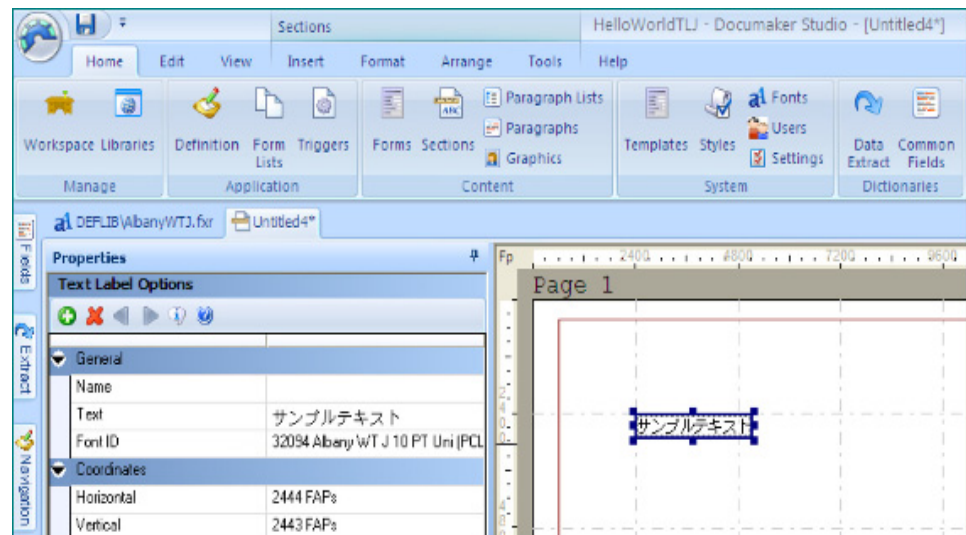 Sections
HelloWorldTLJ - Documaker Studio - [Untitled4*]
Home Edit View Insert Format Arrange Tools Help
Workspace Libraries
Manage
Definition Form Lists Triggers
Application
Forms Sections
Paragraph Lists
Paragraphs
Graphics
Content
Templates Styles
Fonts
Users
Settings
System
Data Extract
Common Fields
Dictionaries
DEFLIB\AlbanyWTJ.fxr Untitled4*
Fields
Extract
Navigation
Properties
Text Label Options
General
Name
Text サンプルテキスト
Font ID 32094 Albany WT J 10 PT Uni (PCL
Coordinates
Horizontal 2444 FAPs
Vertical 2443 FAPs
Fp 2400 4800 7200 9600
Page 1
サンプルテキスト